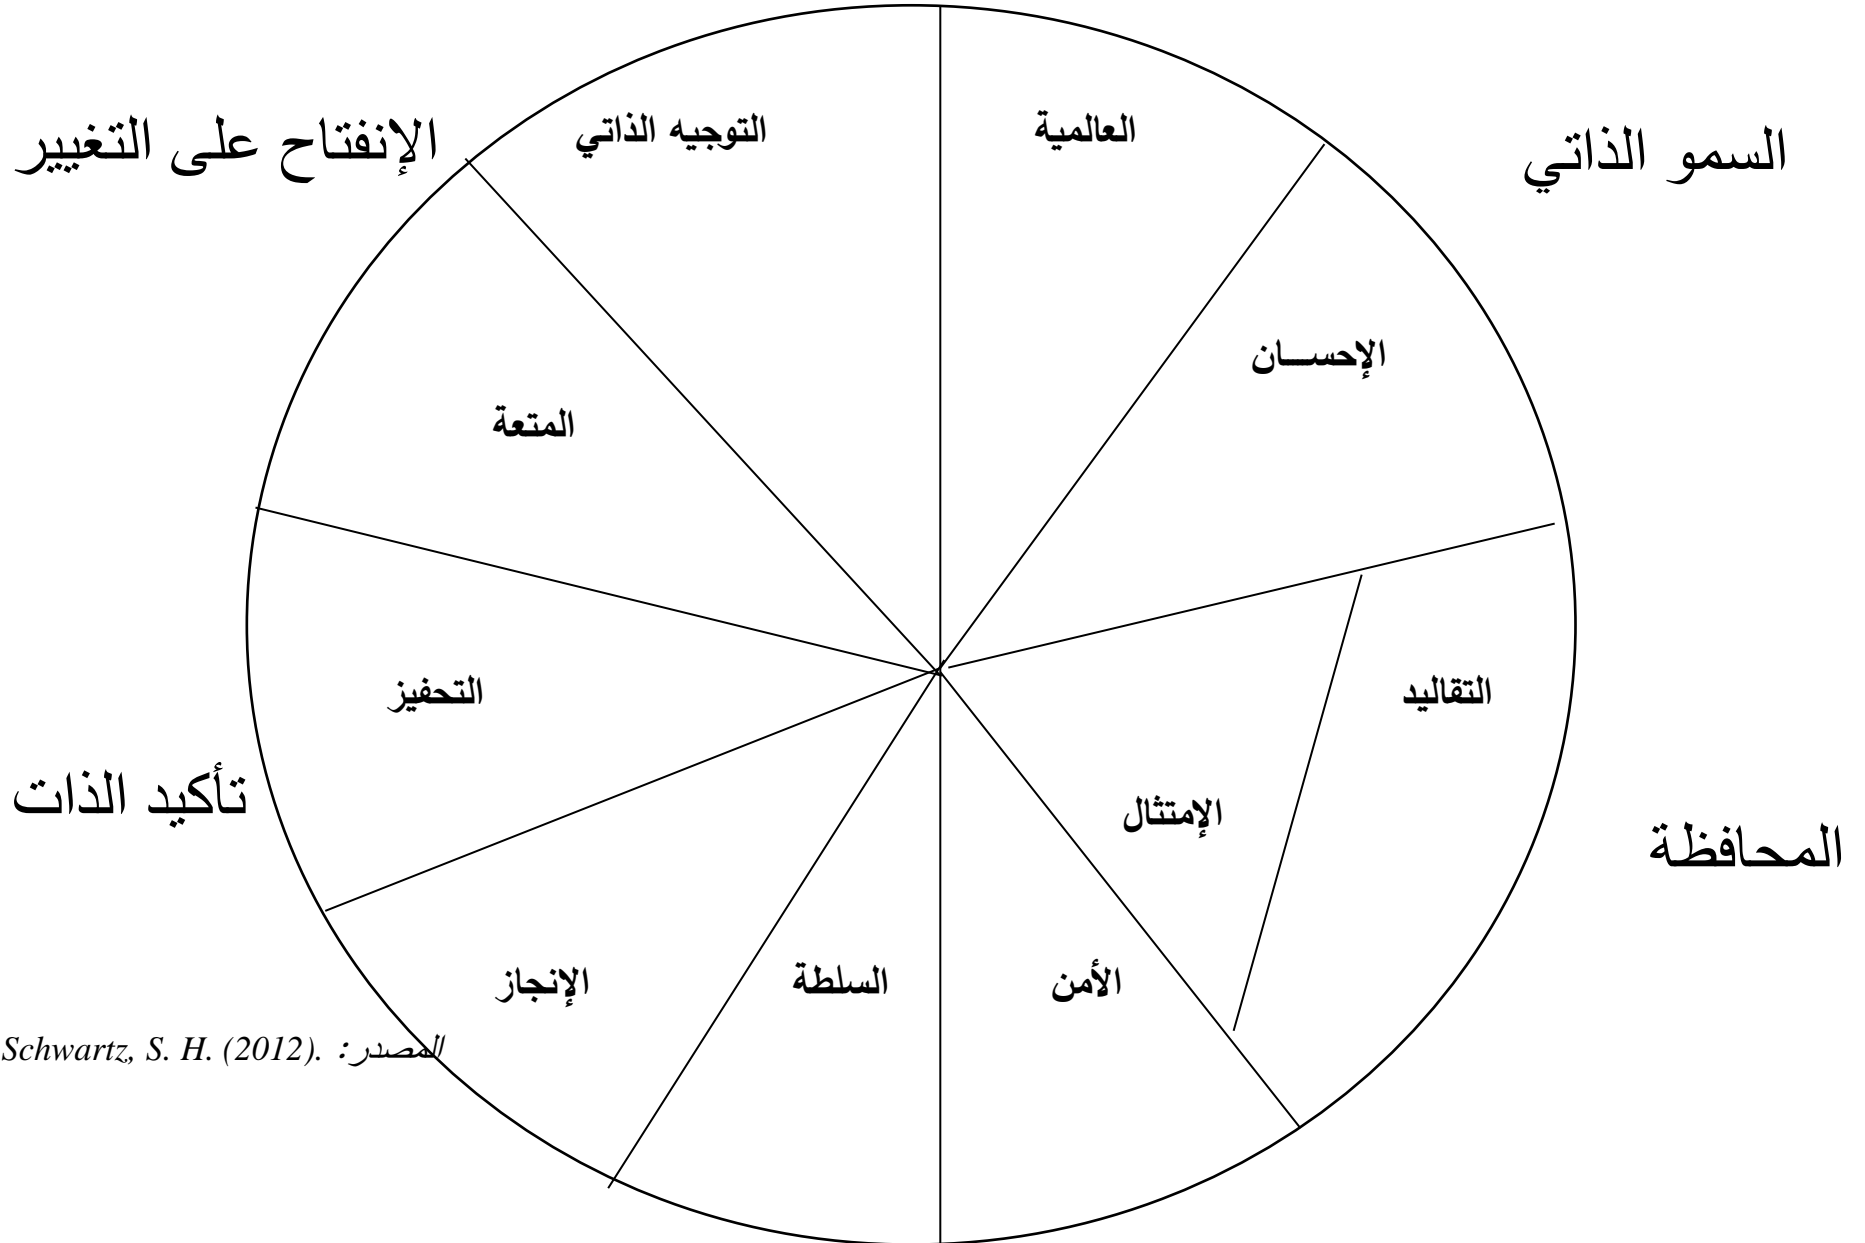 العالمية
التوجيه الذاتي
السمو الذاتي
الإنفتاح على التغيير
الإحســان
المتعة
التقاليد
التحفيز
الإمتثال
تأكيد الذات
المحافظة
الأمن
السلطة
الإنجاز
المصدر: Schwartz, S. H. (2012).